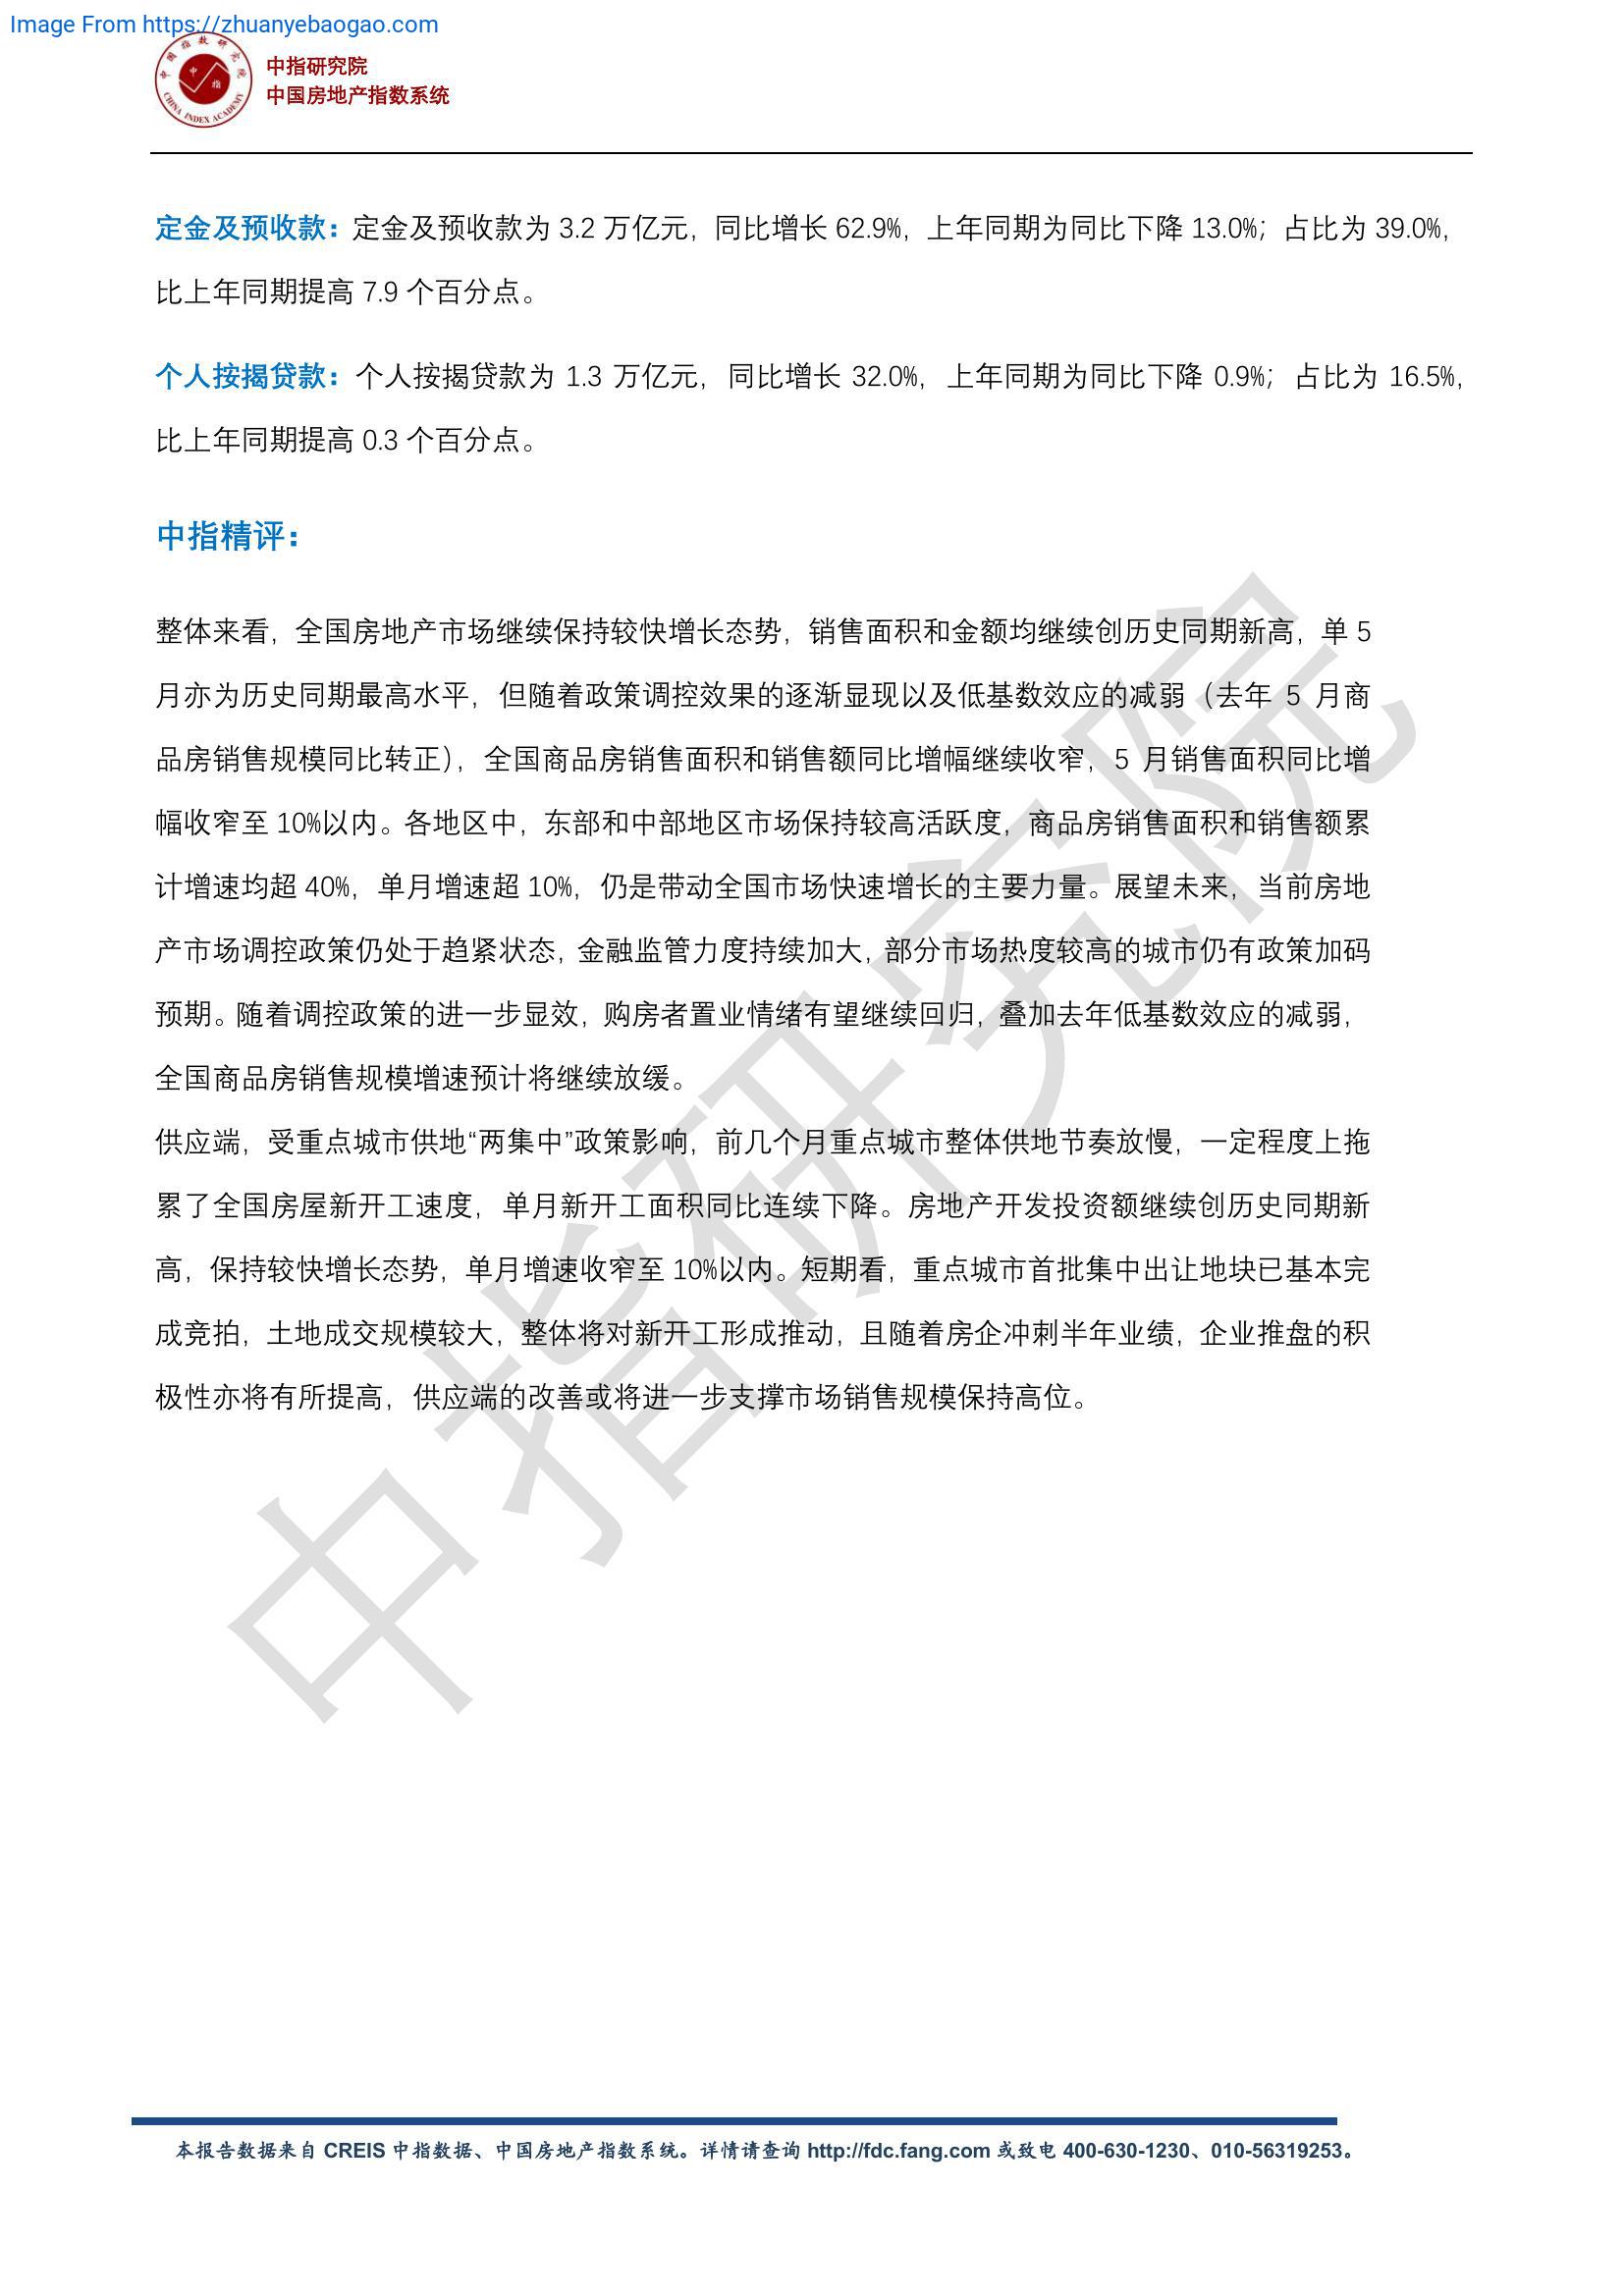 Image From https://zhuanyebaogao.com
中国指数研究院
中指
CHINA INDEX ACADEMY
中指研究院
中国房地产指数系统
定金及预收款：定金及预收款为 3.2 万亿元，同比增长 62.9%，上年同期为同比下降 13.0%；占比为 39.0%，
比上年同期提高 7.9 个百分点。
个人按揭贷款：个人按揭贷款为 1.3 万亿元，同比增长 32.0%，上年同期为同比下降 0.9%；占比为 16.5%，
比上年同期提高 0.3 个百分点。
中指精评：
整体来看，全国房地产市场继续保持较快增长态势，销售面积和金额均继续创历史同期新高，单 5
月亦为历史同期最高水平，但随着政策调控效果的逐渐显现以及低基数效应的减弱（去年 5 月商
品房销售规模同比转正），全国商品房销售面积和销售额同比增幅继续收窄，5 月销售面积同比增
幅收窄至 10%以内。各地区中，东部和中部地区市场保持较高活跃度，商品房销售面积和销售额累
计增速均超 40%，单月增速超 10%，仍是带动全国市场快速增长的主要力量。展望未来，当前房地
产市场调控政策仍处于趋紧状态，金融监管力度持续加大，部分市场热度较高的城市仍有政策加码
预期。随着调控政策的进一步显效，购房者置业情绪有望继续回归，叠加去年低基数效应的减弱，
全国商品房销售规模增速预计将继续放缓。
供应端，受重点城市供地“两集中”政策影响，前几个月重点城市整体供地节奏放慢，一定程度上拖
累了全国房屋新开工速度，单月新开工面积同比连续下降。房地产开发投资额继续创历史同期新
高，保持较快增长态势，单月增速收窄至 10%以内。短期看，重点城市首批集中出让地块已基本完
成竞拍，土地成交规模较大，整体将对新开工形成推动，且随着房企冲刺半年业绩，企业推盘的积
极性亦将有所提高，供应端的改善或将进一步支撑市场销售规模保持高位。
中指研究院
本报告数据来自 CREIS 中指数据、中国房地产指数系统。详情请查询 http://fdc.fang.com 或致电 400-630-1230、010-56319253。